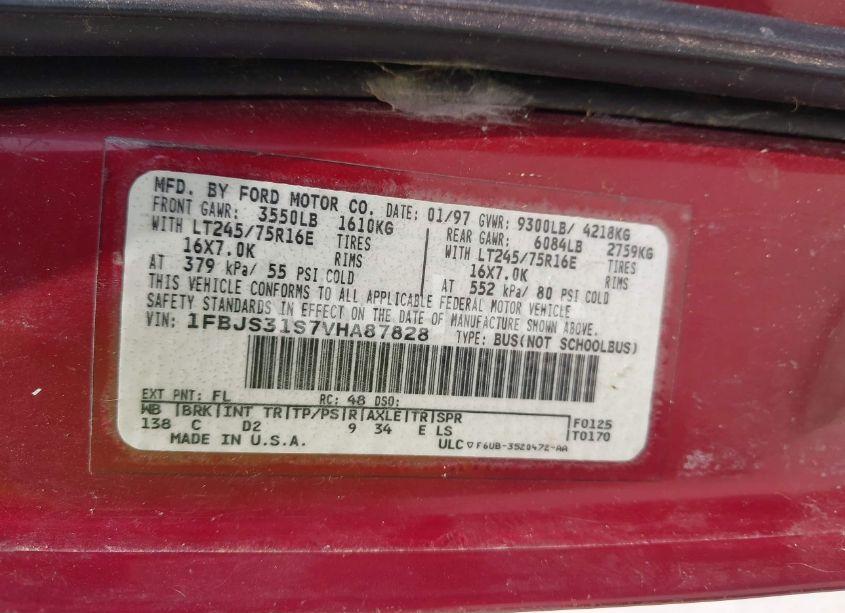 MFD. BY FORD MOTOR CO. DATE: 01/97 GVWR: 9300LB/ 4218KG
FRONT GAWR: 3550LB 1610KG REAR GAWR: 6084LB 2759KG
WITH LT245/75R16E TIRES WITH LT245/75R16E TIRES
16X7.0K RIMS 16X7.0K RIMS
AT 379 kPa/ 55 PSI COLD AT 552 kPa/ 80 PSI COLD
THIS VEHICLE CONFORMS TO ALL APPLICABLE FEDERAL MOTOR VEHICLE
SAFETY STANDARDS IN EFFECT ON THE DATE OF MANUFACTURE SHOWN ABOVE.
VIN: 1FBJS31S7VHA87828 TYPE: BUS(NOT SCHOOLBUS)
EXT PNT: FL RC: 48 DSO:
WB |BRK|INT TR|TP/PS|R|AXLE|TR|SPR F0125
138 C D2 9 34 E LS T0170
MADE IN U.S.A. ULC ▽ F6UB-3520472-AA